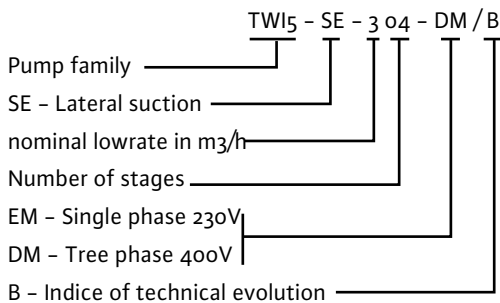 TWI5 - SE - 3 04 - DM / B
Pump family
SE – Lateral suction
nominal lowrate in m3/h
Number of stages
EM – Single phase 230V
DM – Tree phase 400V
B – Indice of technical evolution